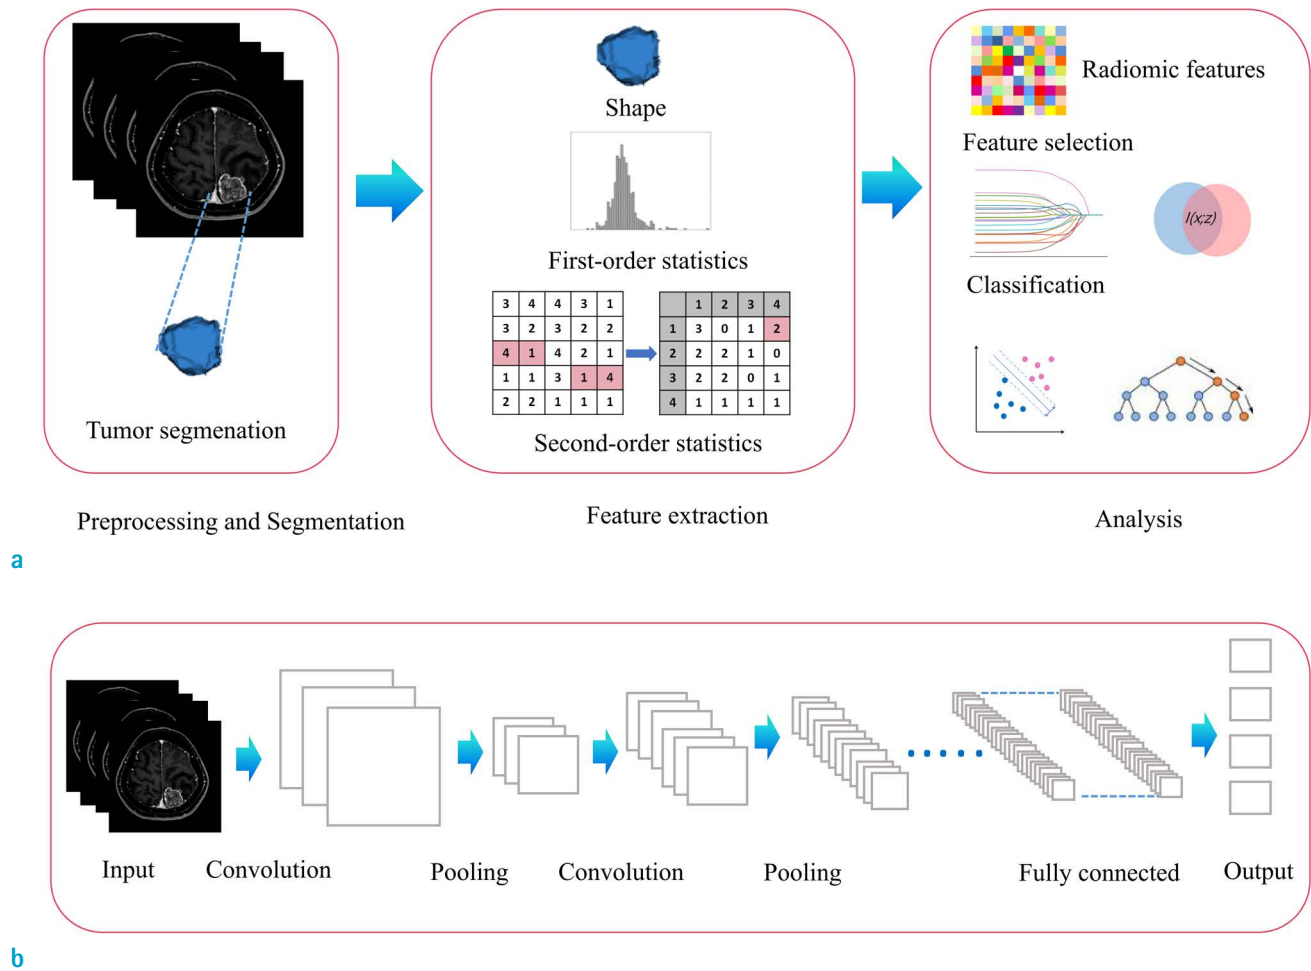 Tumor segmenation
Shape
First-order statistics
3 4 4 3 1
3 2 3 2 2
4 1 4 2 1
1 1 3 1 4
2 2 1 1 1
1 2 3 4
1 3 0 1 2
2 2 2 1 0
3 2 2 0 1
4 1 1 1 1
Second-order statistics
Radiomic features
Feature selection
I(x;z)
Classification
Preprocessing and Segmentation
Feature extraction
Analysis
a
Input
Convolution
Pooling
Convolution
Pooling
Fully connected
Output
b